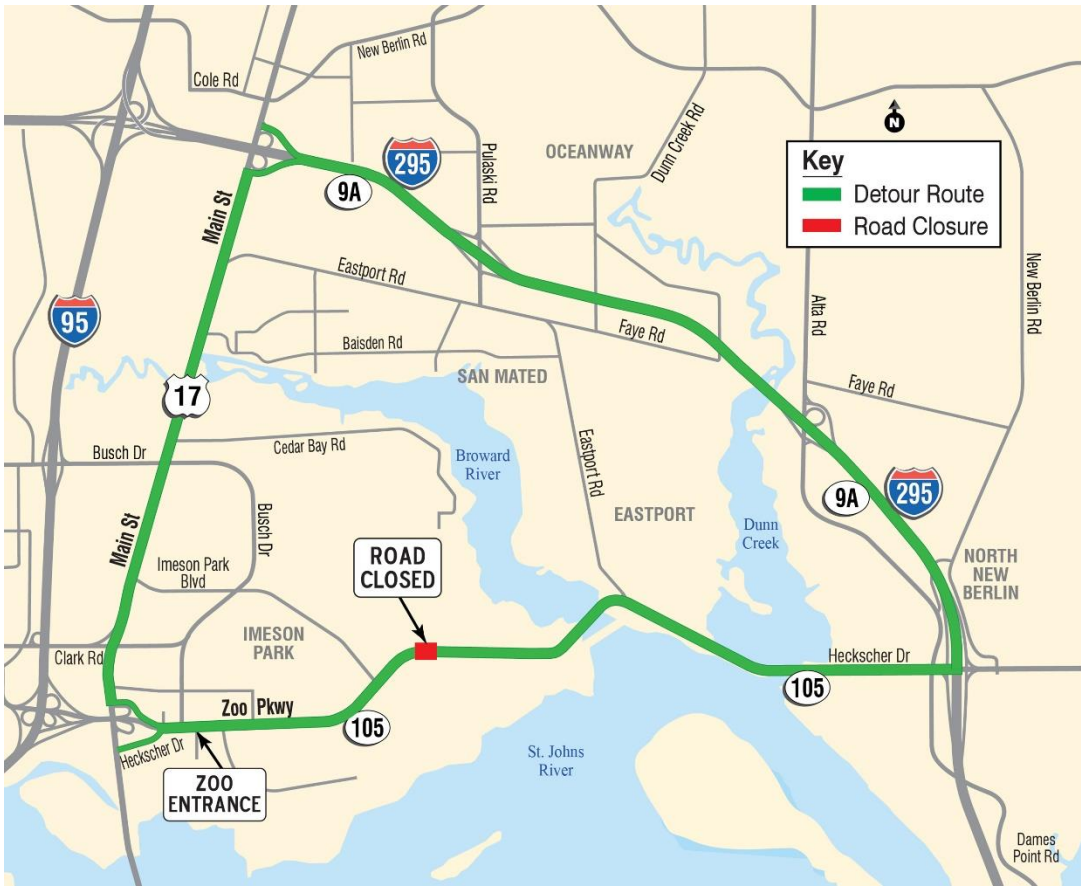 New Berlin Rd
Cole Rd
N
Key
Detour Route
Road Closure
OCEANWAY
Dunn Creek Rd
Pulaski Rd
295
9A
Main St
Eastport Rd
Faye Rd
Alta Rd
New Berlin Rd
95
Baisden Rd
SAN MATED
17
Faye Rd
Cedar Bay Rd
Busch Dr
Broward
River
Eastport Rd
295
9A
Busch Dr
EASTPORT
Dunn
Creek
Main St
ROAD
CLOSED
Imeson Park
Blvd
NORTH
NEW
BERLIN
IMESON
PARK
Clark Rd
Heckscher Dr
105
Zoo Pkwy
105
Heckscher Dr
ZOO
ENTRANCE
St. Johns
River
Dames
Point Rd